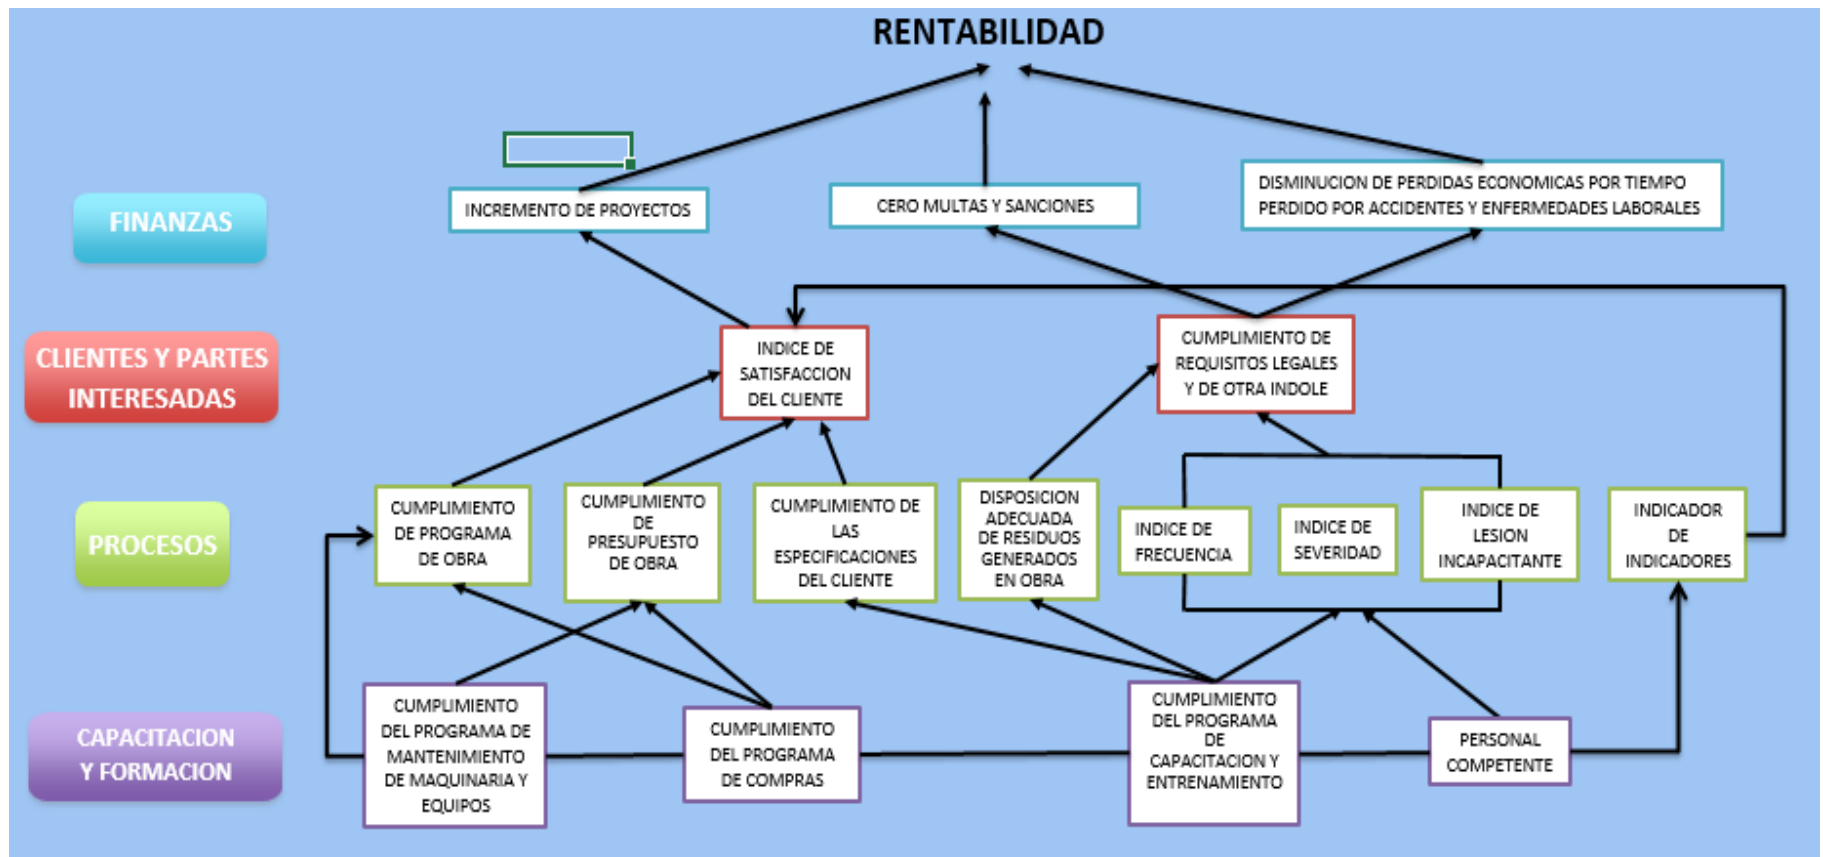 RENTABILIDAD
FINANZAS
INCREMENTO DE PROYECTOS
CERO MULTAS Y SANCIONES
DISMINUCION DE PERDIDAS ECONOMICAS POR TIEMPO
PERDIDO POR ACCIDENTES Y ENFERMEDADES LABORALES
CLIENTES Y PARTES
INTERESADAS
INDICE DE
SATISFACCION
DEL CLIENTE
CUMPLIMIENTO DE
REQUISITOS LEGALES
Y DE OTRA INDOLE
PROCESOS
CUMPLIMIENTO
DE PROGRAMA
DE OBRA
CUMPLIMIENTO
DE
PRESUPUESTO
DE OBRA
CUMPLIMIENTO DE
LAS
ESPECIFICACIONES
DEL CLIENTE
DISPOSICION
ADECUADA
DE RESIDUOS
GENERADOS
EN OBRA
INDICE DE
FRECUENCIA
INDICE DE
SEVERIDAD
INDICE DE
LESION
INCAPACITANTE
INDICADOR
DE
INDICADORES
CAPACITACION
Y FORMACION
CUMPLIMIENTO
DEL PROGRAMA DE
MANTENIMIENTO
DE MAQUINARIA Y
EQUIPOS
CUMPLIMIENTO
DEL PROGRAMA
DE COMPRAS
CUMPLIMIENTO
DEL PROGRAMA
DE
CAPACITACION Y
ENTRENAMIENTO
PERSONAL
COMPETENTE